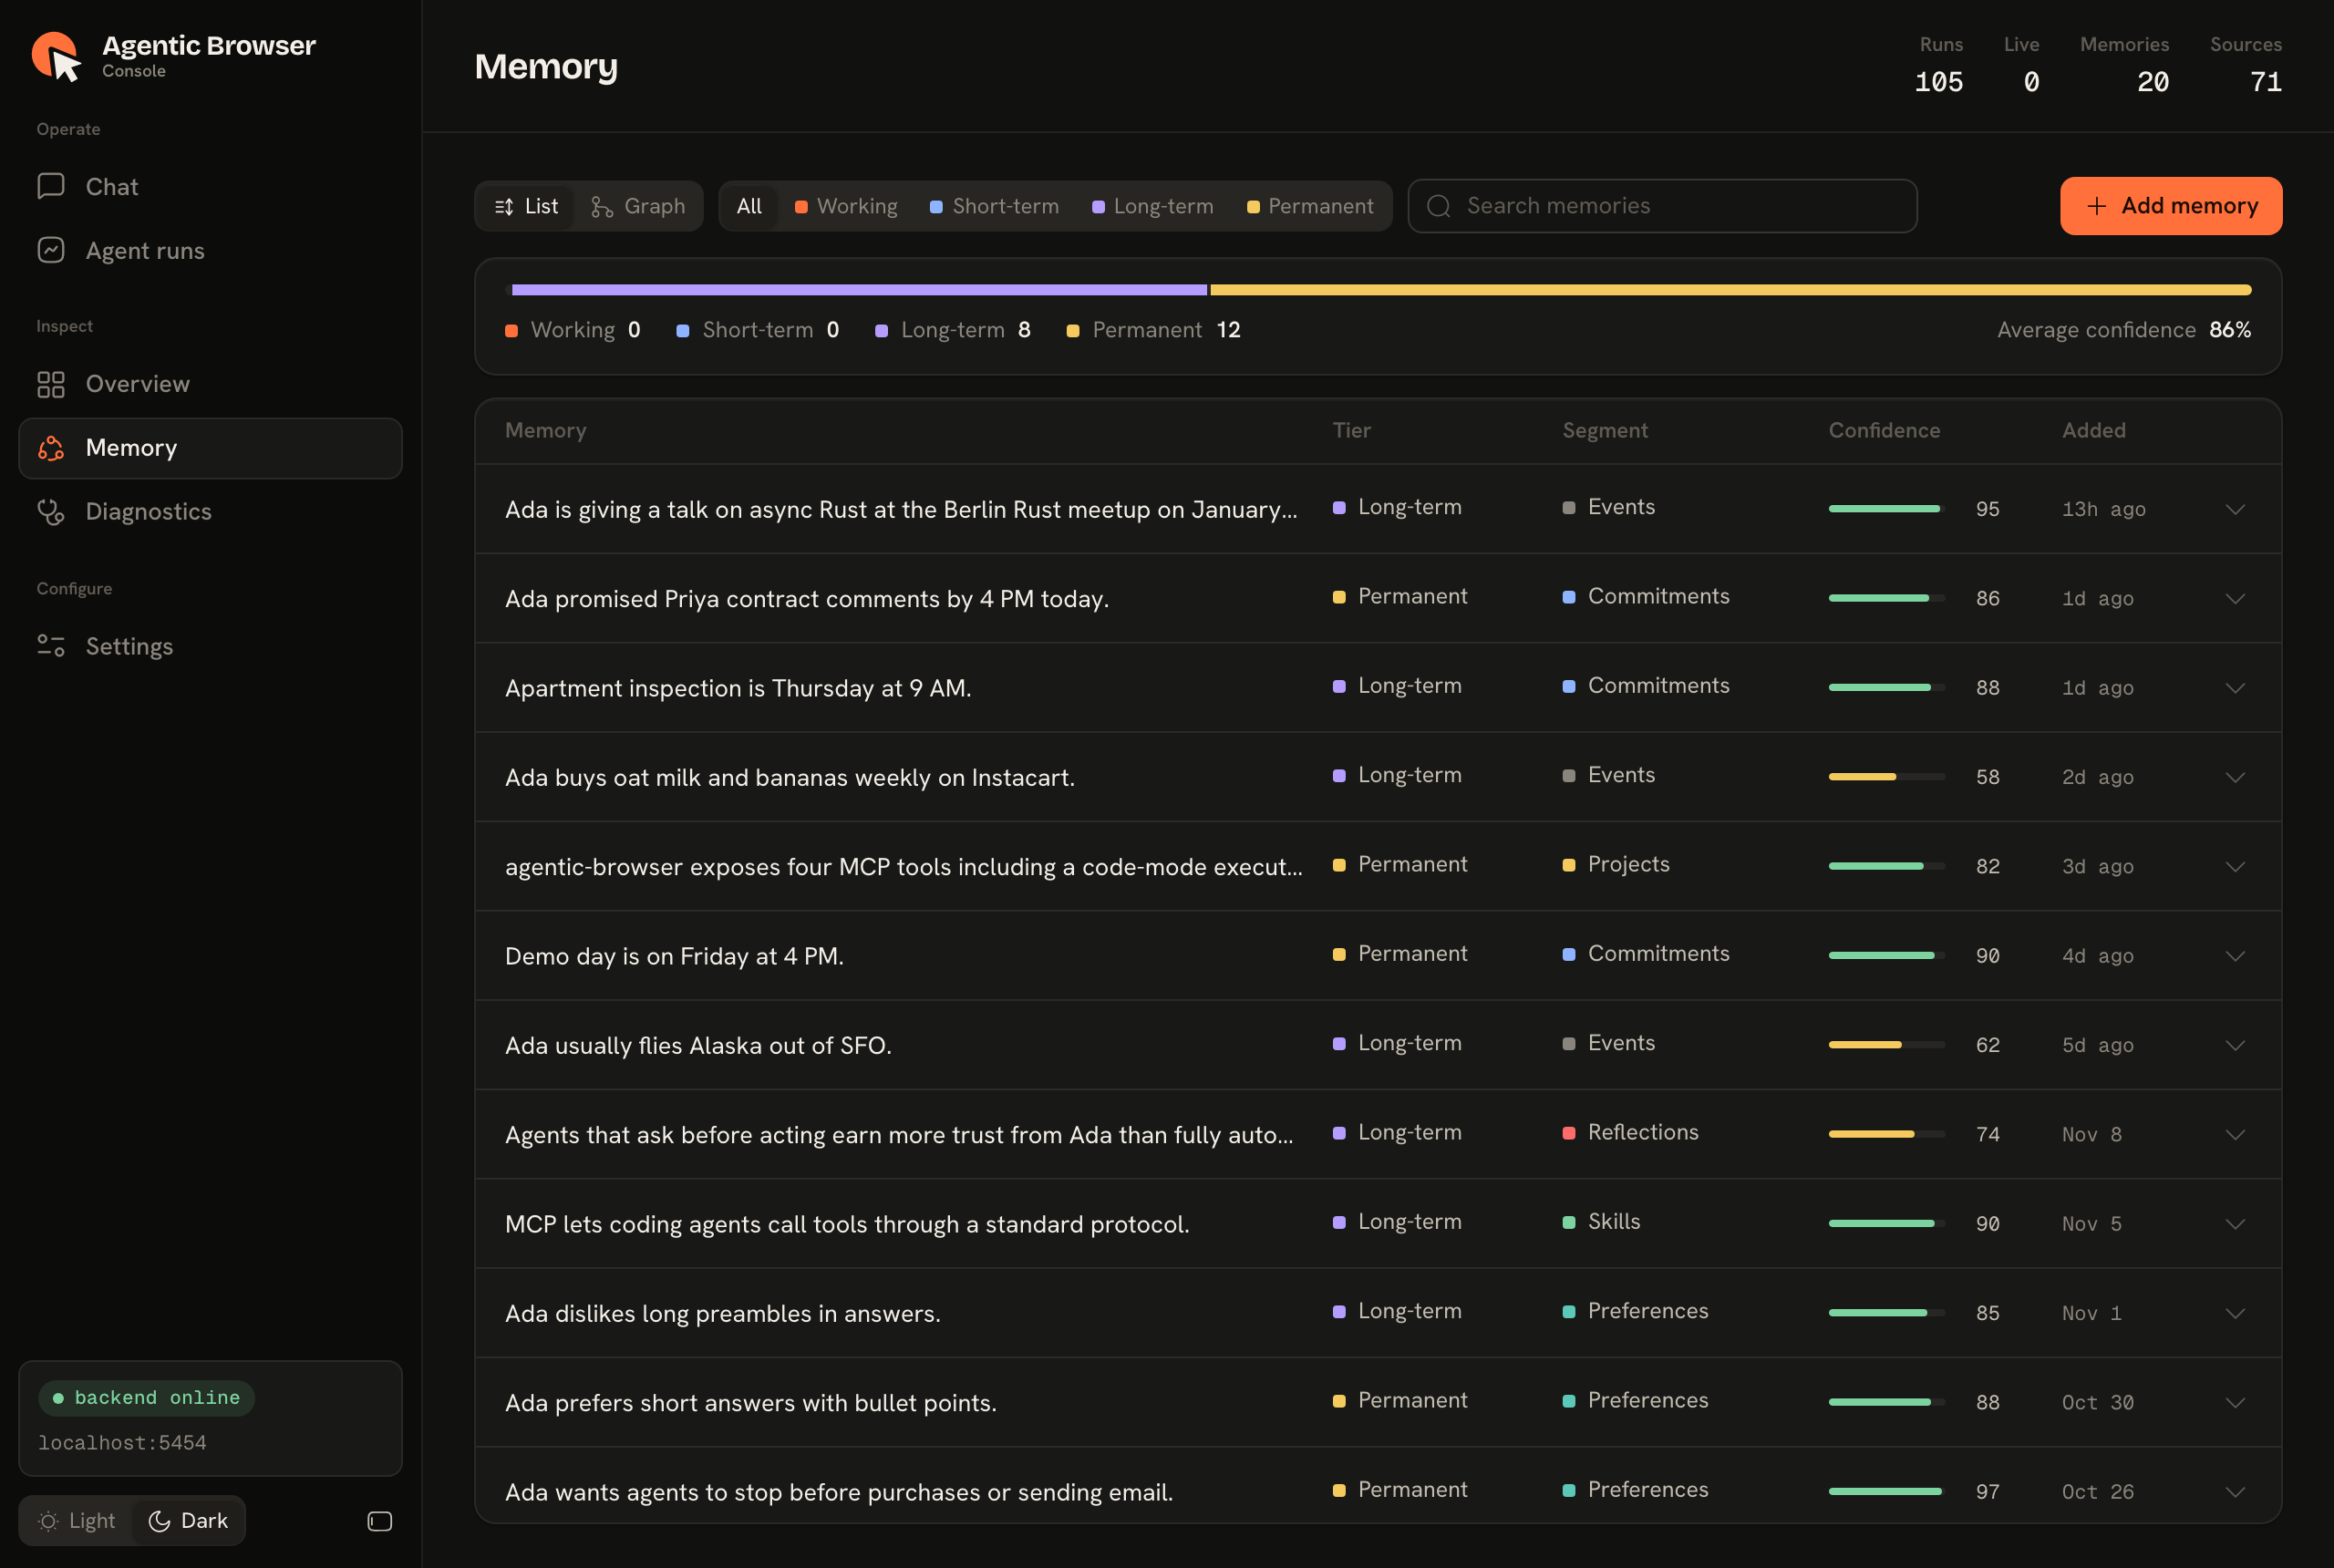 Agentic Browser
Console
Operate
Chat
Agent runs
Inspect
Overview
Memory
Diagnostics
Configure
Settings
backend online
localhost:5454
Light Dark
Memory
Runs Live Memories Sources
105 0 20 71
List Graph All Working Short-term Long-term Permanent Search memories + Add memory
Working 0 Short-term 0 Long-term 8 Permanent 12 Average confidence 86%
Memory Tier Segment Confidence Added
Ada is giving a talk on async Rust at the Berlin Rust meetup on January... Long-term Events 95 13h ago
Ada promised Priya contract comments by 4 PM today. Permanent Commitments 86 1d ago
Apartment inspection is Thursday at 9 AM. Long-term Commitments 88 1d ago
Ada buys oat milk and bananas weekly on Instacart. Long-term Events 58 2d ago
agentic-browser exposes four MCP tools including a code-mode execut... Permanent Projects 82 3d ago
Demo day is on Friday at 4 PM. Permanent Commitments 90 4d ago
Ada usually flies Alaska out of SFO. Long-term Events 62 5d ago
Agents that ask before acting earn more trust from Ada than fully auto... Long-term Reflections 74 Nov 8
MCP lets coding agents call tools through a standard protocol. Long-term Skills 90 Nov 5
Ada dislikes long preambles in answers. Long-term Preferences 85 Nov 1
Ada prefers short answers with bullet points. Permanent Preferences 88 Oct 30
Ada wants agents to stop before purchases or sending email. Permanent Preferences 97 Oct 26